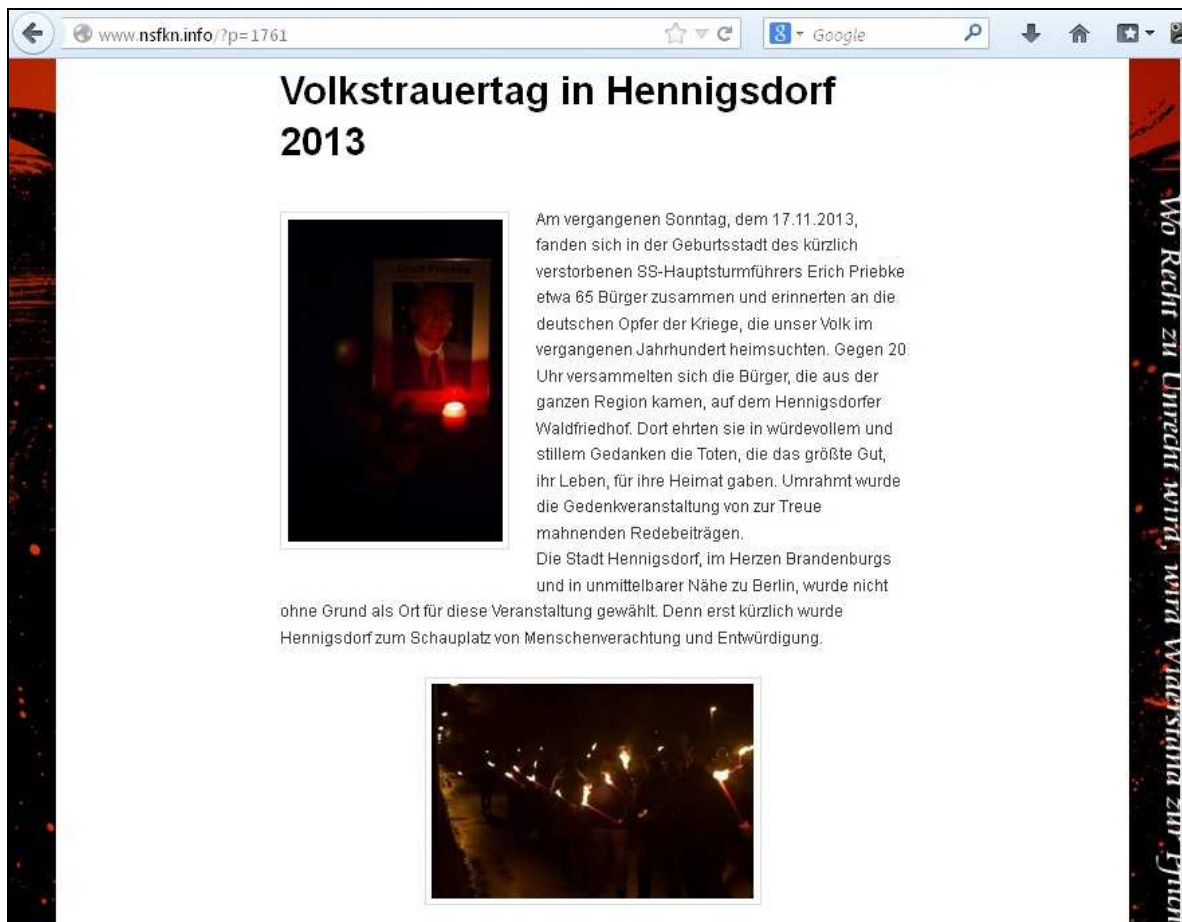 www.nsfkn.info/?p=1761
Google
Volkstrauertag in Hennigsdorf
2013
Erich Priebke
Am vergangenen Sonntag, dem 17.11.2013,
fanden sich in der Geburtsstadt des kürzlich
verstorbenen SS-Hauptsturmführers Erich Priebke
etwa 65 Bürger zusammen und erinnerten an die
deutschen Opfer der Kriege, die unser Volk im
vergangenen Jahrhundert heimsuchten. Gegen 20
Uhr versammelten sich die Bürger, die aus der
ganzen Region kamen, auf dem Hennigsdorfer
Waldfriedhof. Dort ehrten sie in würdevollem und
stillem Gedanken die Toten, die das größte Gut,
ihr Leben, für ihre Heimat gaben. Umrahmt wurde
die Gedenkveranstaltung von zur Treue
mahnenden Redebeiträgen.
Die Stadt Hennigsdorf, im Herzen Brandenburgs
und in unmittelbarer Nähe zu Berlin, wurde nicht
ohne Grund als Ort für diese Veranstaltung gewählt. Denn erst kürzlich wurde
Hennigsdorf zum Schauplatz von Menschenverachtung und Entwürdigung.
Wo Recht zu Unrecht wird, wird Widerstand zur Pflicht